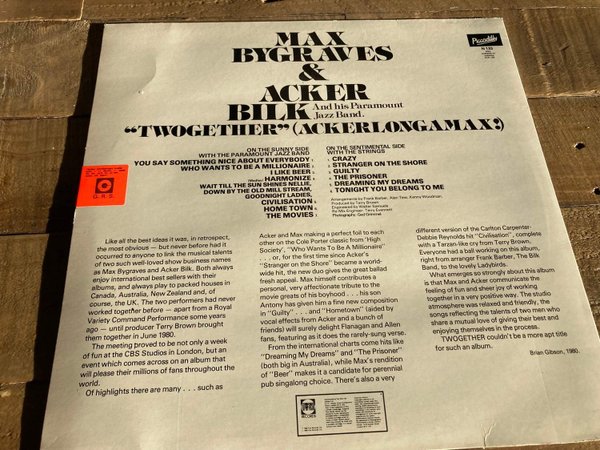 MAX
BYGRAVES
&
ACKER
BILK And his Paramount
Jazz Band.
"TWOGETHER" (ACKERLONGAMAX!)
Piccadilly
N 132
ON THE SUNNY SIDE
WITH THE PARAMOUNT JAZZ BAND
YOU SAY SOMETHING NICE ABOUT EVERYBODY
WHO WANTS TO BE A MILLIONAIRE
I LIKE BEER
HARMONIZE
WAIT TILL THE SUN SHINES NELLIE,
DOWN BY THE OLD MILL STREAM,
GOODNIGHT LADIES,
CIVILISATION
HOME TOWN
THE MOVIES
ON THE SENTIMENTAL SIDE
WITH THE STRINGS
CRAZY
STRANGER ON THE SHORE
GUILTY
THE PRISONER
DREAMING MY DREAMS
TONIGHT YOU BELONG TO ME
Arrangements by Frank Barber, Alan Tew, Kenny Woodman.
Produced by Terry Brown
G.R.S.
Like all the best ideas it was, in retrospect,
the most obvious — but never before had it
occurred to anyone to link the musical talents
of two such well-loved show business names
as Max Bygraves and Acker Bilk. Both always
enjoy international best sellers with their
albums, and always play to packed houses in
Canada, Australia, New Zealand and, of
course, the UK. The two performers had never
worked together before — apart from a Royal
Variety Command Performance some years
ago — until producer Terry Brown brought
them together in June 1980.
The meeting proved to be not only a week
of fun at the CBS Studios in London, but an
event which comes across on an album that
will please their millions of fans throughout the
world.
Of highlights there are many . . . such as
Acker and Max making a perfect foil to each
other on the Cole Porter classic from 'High
Society', "Who Wants To Be A Millionaire"
. . . or, for the first time since Acker's
"Stranger on the Shore" became a world-
wide hit, the new duo gives the great ballad
fresh appeal. Max himself contributes a
personal, very affectionate tribute to the
movie greats of his boyhood . . . his son
Antony has given him a fine new composition
in "Guilty" . . . and "Hometown" (aided by
vocal effects from Acker and a bunch of
friends) will surely delight Flanagan and Allen
fans, featuring as it does the rarely-sung verse.
From the international charts come hits like
"Dreaming My Dreams" and "The Prisoner"
(both big in Australia), while Max's rendition
of "Beer" makes it a candidate for perennial
pub singalong choice. There's also a very
different version of the Carlton Carpenter-
Debbie Reynolds hit "Civilisation", complete
with a Tarzan-like cry from Terry Brown.
Everyone had a ball working on this album,
right from arranger Frank Barber, The Bilk
Band, to the lovely Ladybirds.
What emerges so strongly about this album
is that Max and Acker communicate the
feeling of fun and sheer joy of working
together in a very positive way. The studio
atmosphere was relaxed and friendly, the
songs reflecting the talents of two men who
share a mutual love of giving their best and
enjoying themselves in the process.
TWOGETHER couldn't be a more apt title
for such an album.
Brian Gibson, 1980.